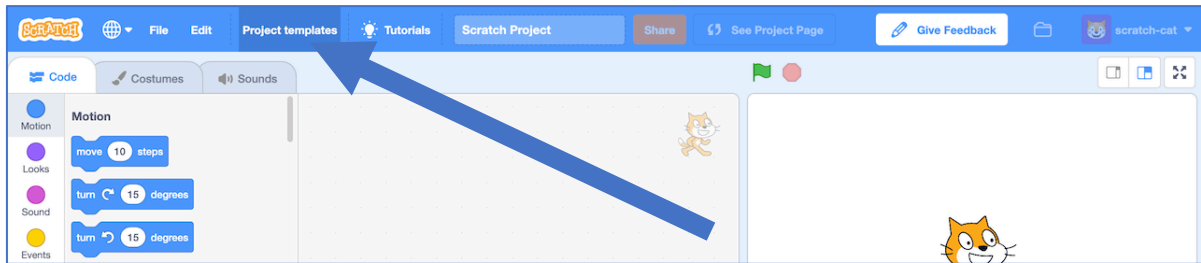 SCRATCH File Edit Project templates Tutorials Scratch Project Share See Project Page Give Feedback scratch-cat
Code Costumes Sounds
Motion
Looks
Sound
Events
Motion
move 10 steps
turn 15 degrees
turn 15 degrees